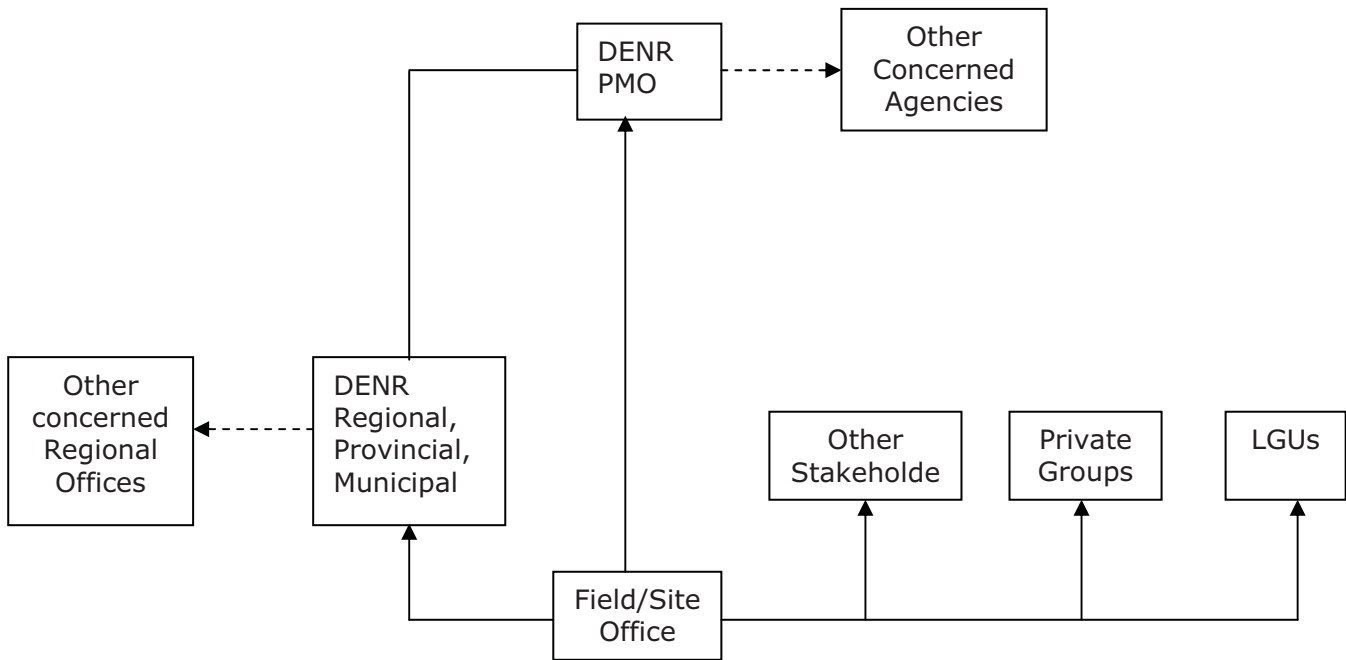 DENR
PMO
Other
Concerned
Agencies
Other
concerned
Regional
Offices
DENR
Regional,
Provincial,
Municipal
Other
Stakeholde
Private
Groups
LGUs
Field/Site
Office